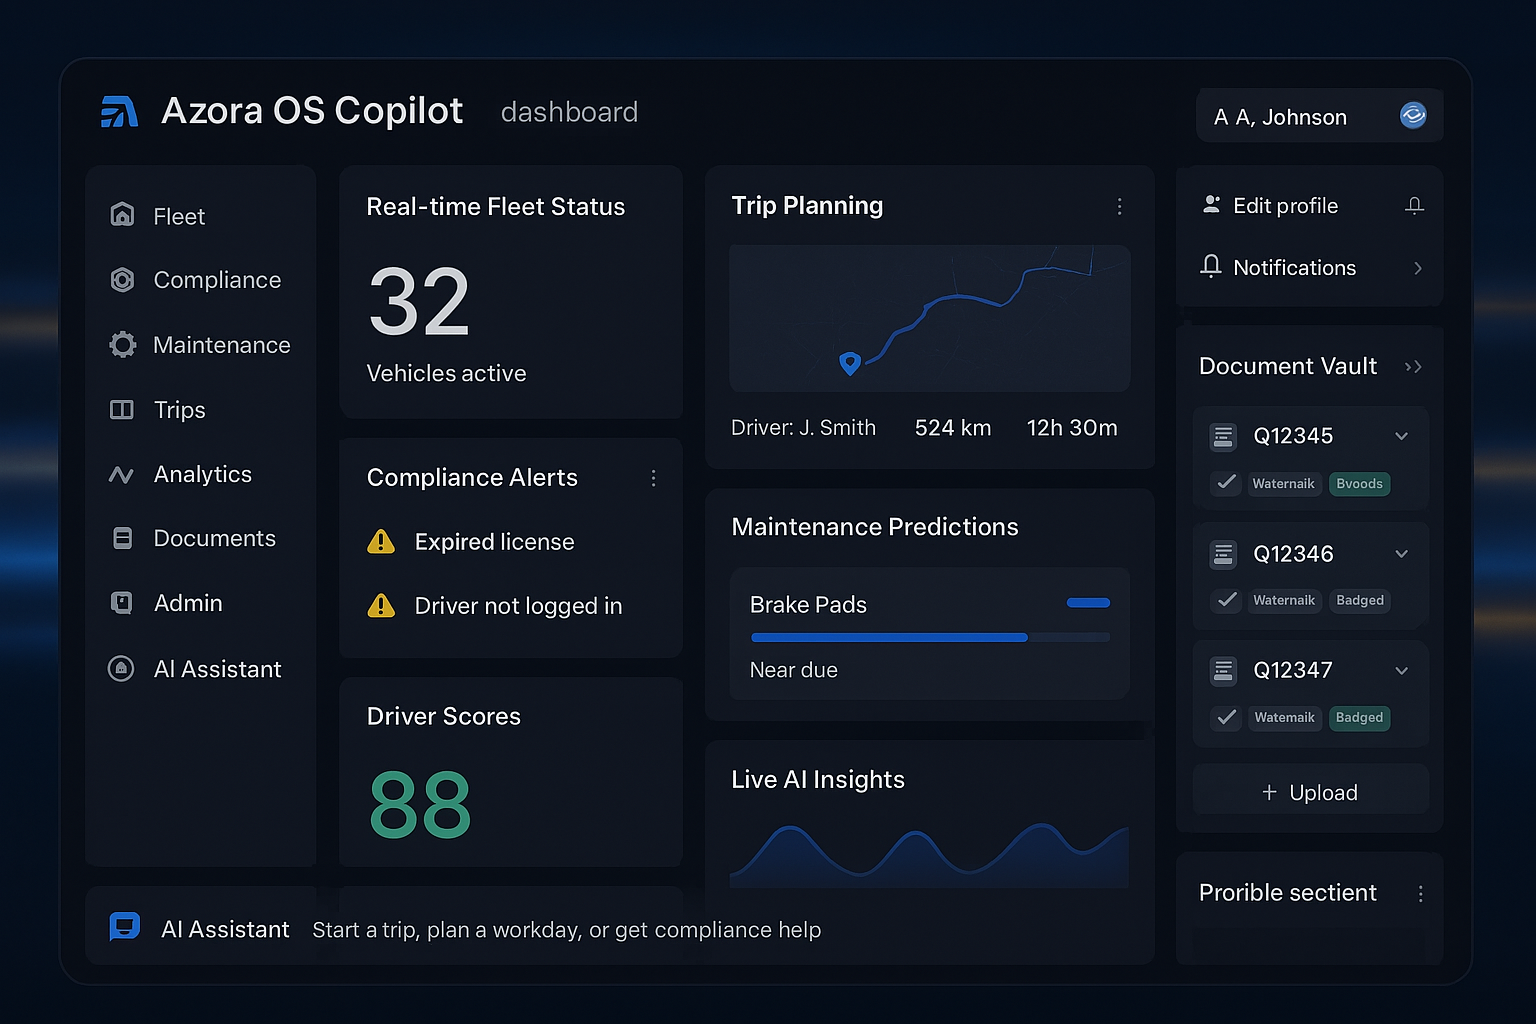 Azora OS Copilot dashboard
A A, Johnson
Fleet
Compliance
Maintenance
Trips
Analytics
Documents
Admin
AI Assistant
Real-time Fleet Status
32
Vehicles active
Compliance Alerts
Expired license
Driver not logged in
Driver Scores
88
Trip Planning
Driver: J. Smith 524 km 12h 30m
Maintenance Predictions
Brake Pads
Near due
Live AI Insights
Edit profile
Notifications
Document Vault
Q12345
Waternaik Bvoods
Q12346
Waternaik Badged
Q12347
Watemaik Badged
+ Upload
Prorible sectient
AI Assistant Start a trip, plan a workday, or get compliance help